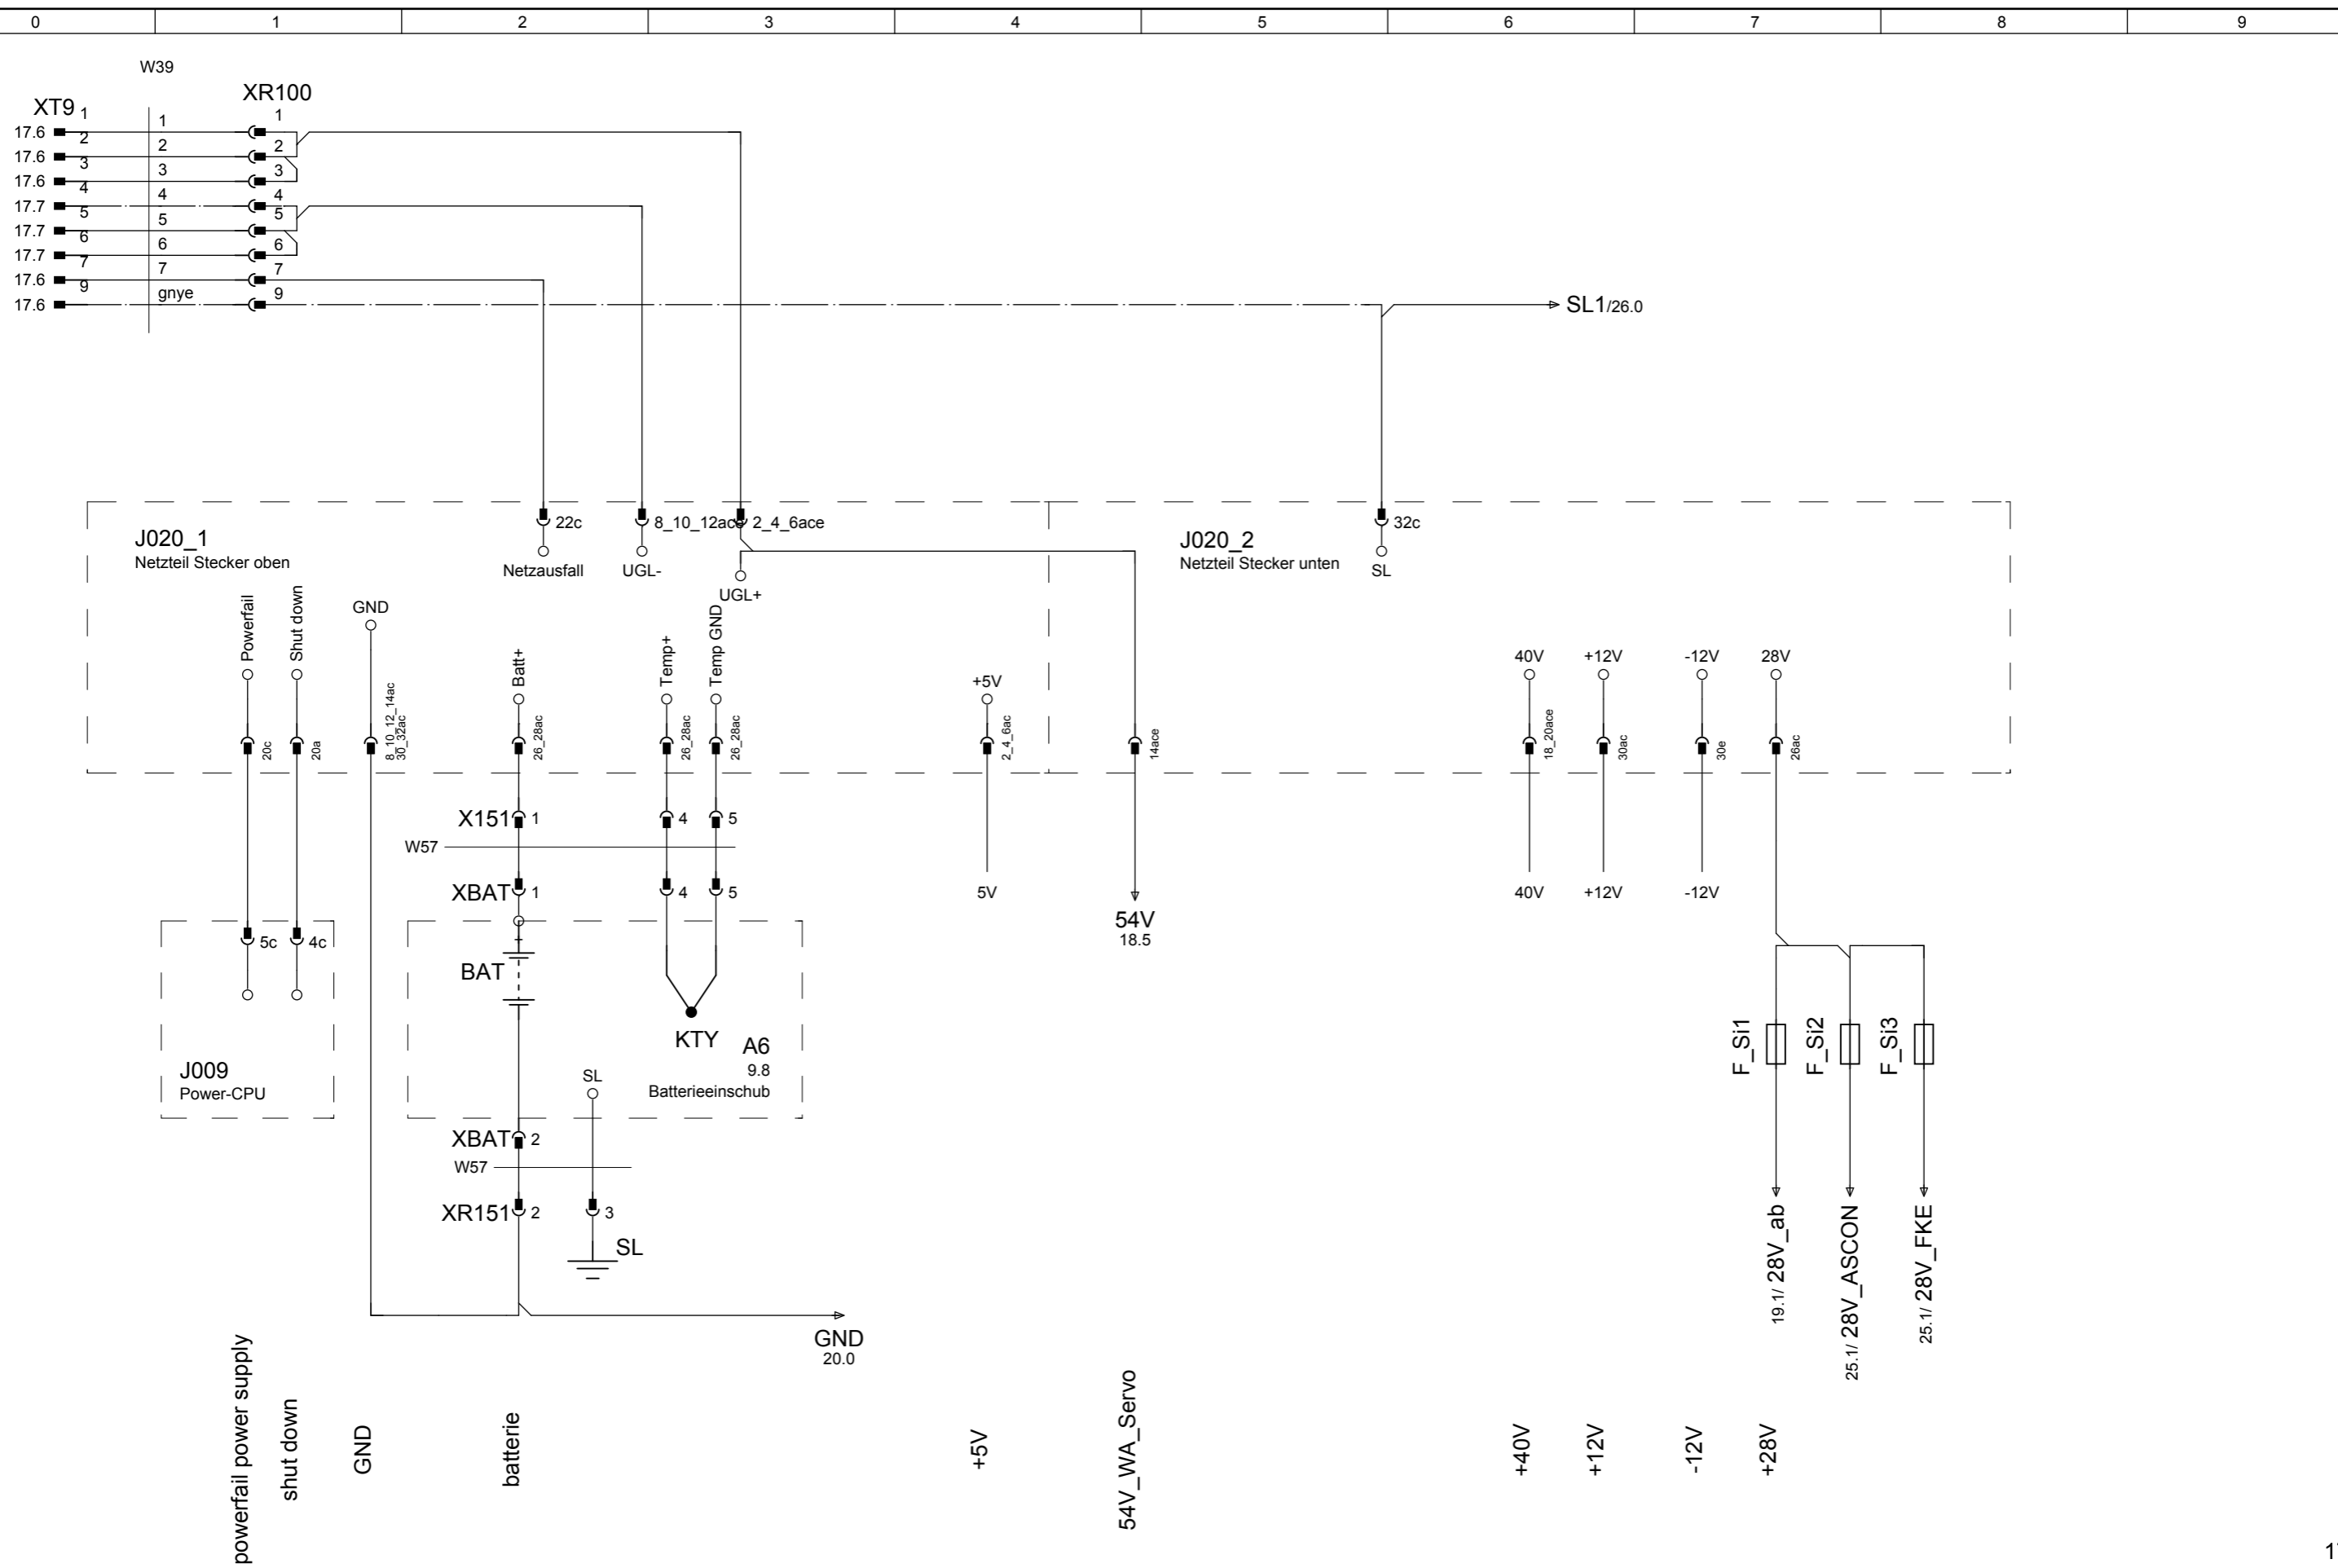 0 1 2 3 4 5 6 7 8 9
W39
XT9 XR100
1 1 1
17.6
2 2 2
17.6
3 3 3
17.6
4 4 4
17.7
5 5 5
17.7
6 6 6
17.7
7 7 7
17.6
9 gnye 9
17.6
SL1/26.0
J020_1
Netzteil Stecker oben
22c
Netzausfall
8_10_12ace
UGL-
2_4_6ace
UGL+
J020_2
Netzteil Stecker unten
32c
SL
Powerfail
Shut down
GND
Batt+
Temp+
Temp GND
+5V
40V
+12V
-12V
28V
20c
20a
8_10_12_14ac
30_32ac
26_28ac
26_28ac
26_28ac
2_4_6ac
14ace
18_20ace
30ac
30e
26ac
X151 1 4 5
W57
XBAT 1 4 5
5V
54V
18.5
40V
+12V
-12V
5c 4c
J009
Power-CPU
+
BAT
KTY
A6
9.8
Batterieeinschub
SL
XBAT 2
W57
XR151 2 3
SL
GND
20.0
F_Si1
F_Si2
F_Si3
19.1/ 28V_ab
25.1/ 28V_ASCON
25.1/ 28V_FKE
powerfail power supply
shut down
GND
batterie
+5V
54V_WA_Servo
+40V
+12V
-12V
+28V